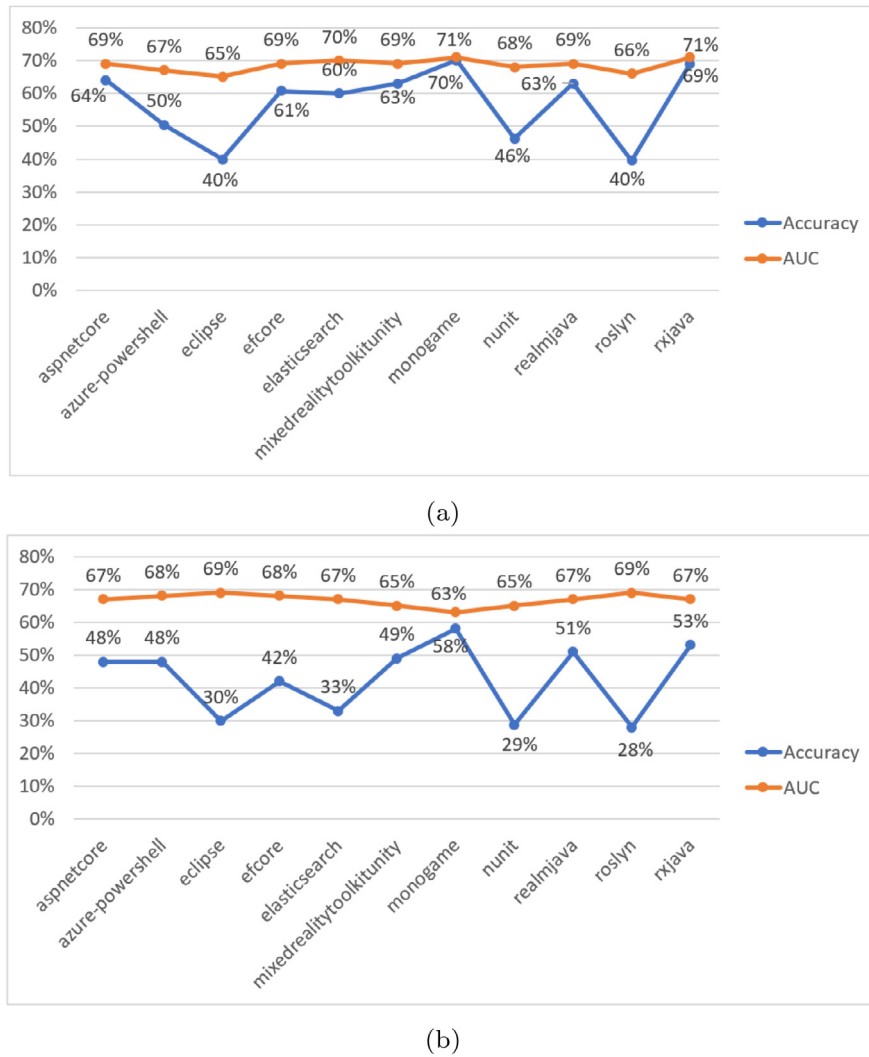 80%
70%
60%
50%
40%
30%
20%
10%
0%
69% 67% 65% 69% 70% 69% 71% 68% 69% 66% 71%
64% 50% 40% 61% 60% 63% 70% 46% 63% 40% 69%
aspnetcore
azure-powershell
eclipse
efcore
elasticsearch
mixedrealitytoolkitunity
monogame
nunit
realmjava
roslyn
rxjava
Accuracy
AUC
(a)
80%
70%
60%
50%
40%
30%
20%
10%
0%
67% 68% 69% 68% 67% 65% 63% 65% 67% 69% 67%
48% 48% 30% 42% 33% 49% 58% 29% 51% 28% 53%
aspnetcore
azure-powershell
eclipse
efcore
elasticsearch
mixedrealitytoolkitunity
monogame
nunit
realmjava
roslyn
rxjava
Accuracy
AUC
(b)